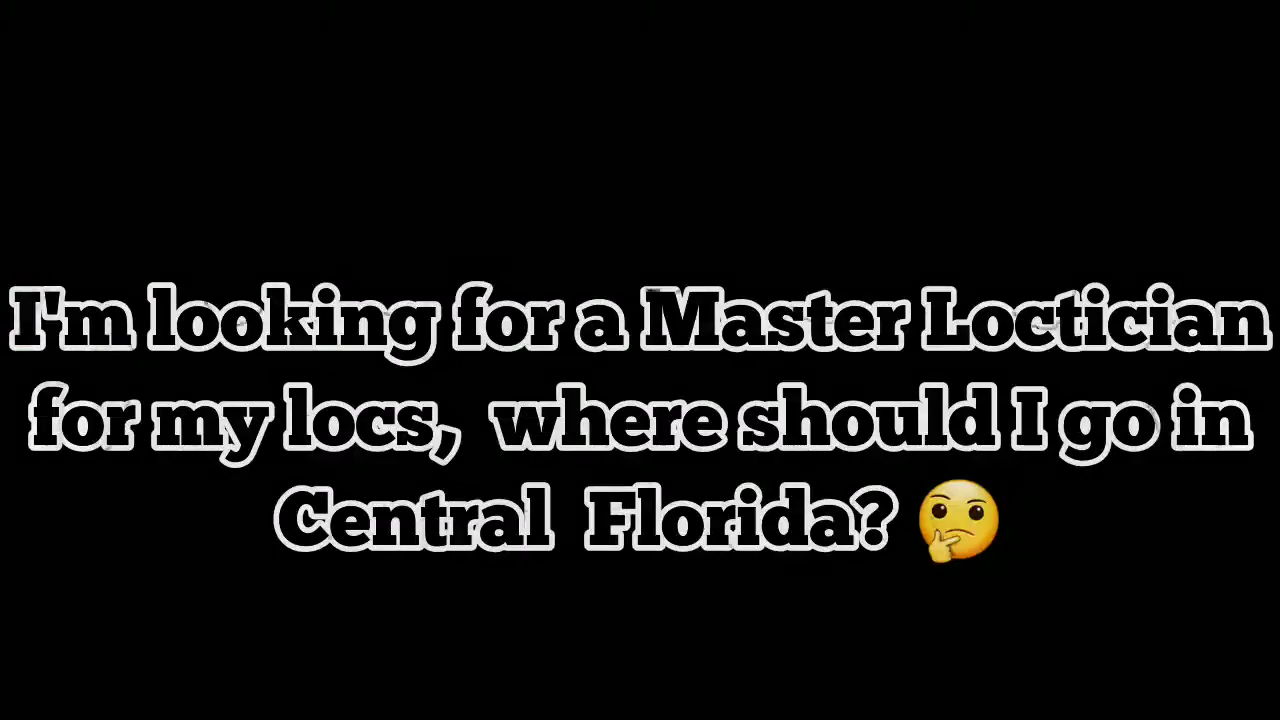 I'm looking for a Master Loctician
for my locs, where should I go in
Central Florida? 🤔